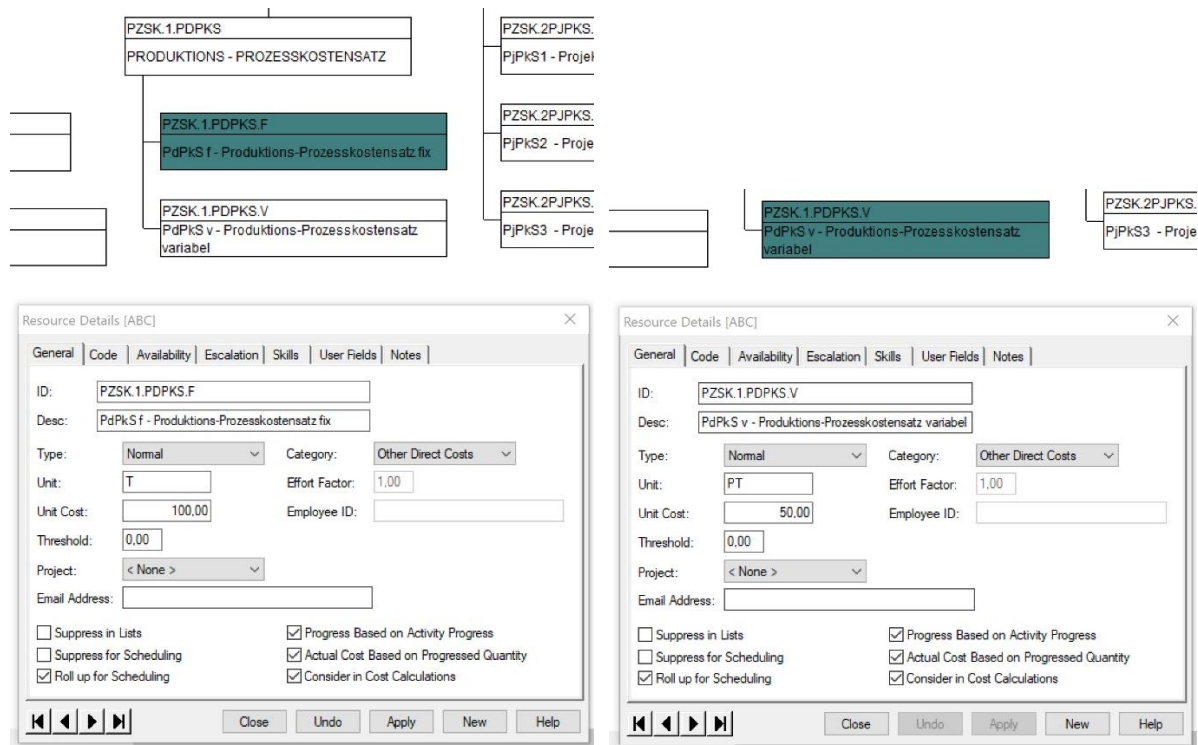 PZSK.1.PDPKS
PRODUKTIONS - PROZESSKOSTENSATZ
PZSK.1.PDPKS.F
PdPkS f - Produktions-Prozesskostensatz fix
PZSK.1.PDPKS.V
PdPkS v - Produktions-Prozesskostensatz
variabel
PZSK.2PJPKS.
PjPkS1 - Projek
PZSK.2PJPKS.
PjPkS2 - Proje
PZSK.2PJPKS.
PjPkS3 - Proje
PZSK.1.PDPKS.V
PdPkS v - Produktions-Prozesskostensatz
variabel
PZSK.2PJPKS.
PjPkS3 - Proje
Resource Details [ABC]
General Code Availability Escalation Skills User Fields Notes
ID: PZSK.1.PDPKS.F
Desc: PdPkS f - Produktions-Prozesskostensatz fix
Type: Normal Category: Other Direct Costs
Unit: T Effort Factor: 1,00
Unit Cost: 100,00 Employee ID:
Threshold: 0,00
Project: < None >
Email Address:
Suppress in Lists Progress Based on Activity Progress
Suppress for Scheduling Actual Cost Based on Progressed Quantity
Roll up for Scheduling Consider in Cost Calculations
Close Undo Apply New Help
Resource Details [ABC]
General Code Availability Escalation Skills User Fields Notes
ID: PZSK.1.PDPKS.V
Desc: PdPkS v - Produktions-Prozesskostensatz variabel
Type: Normal Category: Other Direct Costs
Unit: PT Effort Factor: 1,00
Unit Cost: 50,00 Employee ID:
Threshold: 0,00
Project: < None >
Email Address:
Suppress in Lists Progress Based on Activity Progress
Suppress for Scheduling Actual Cost Based on Progressed Quantity
Roll up for Scheduling Consider in Cost Calculations
Close Undo Apply New Help